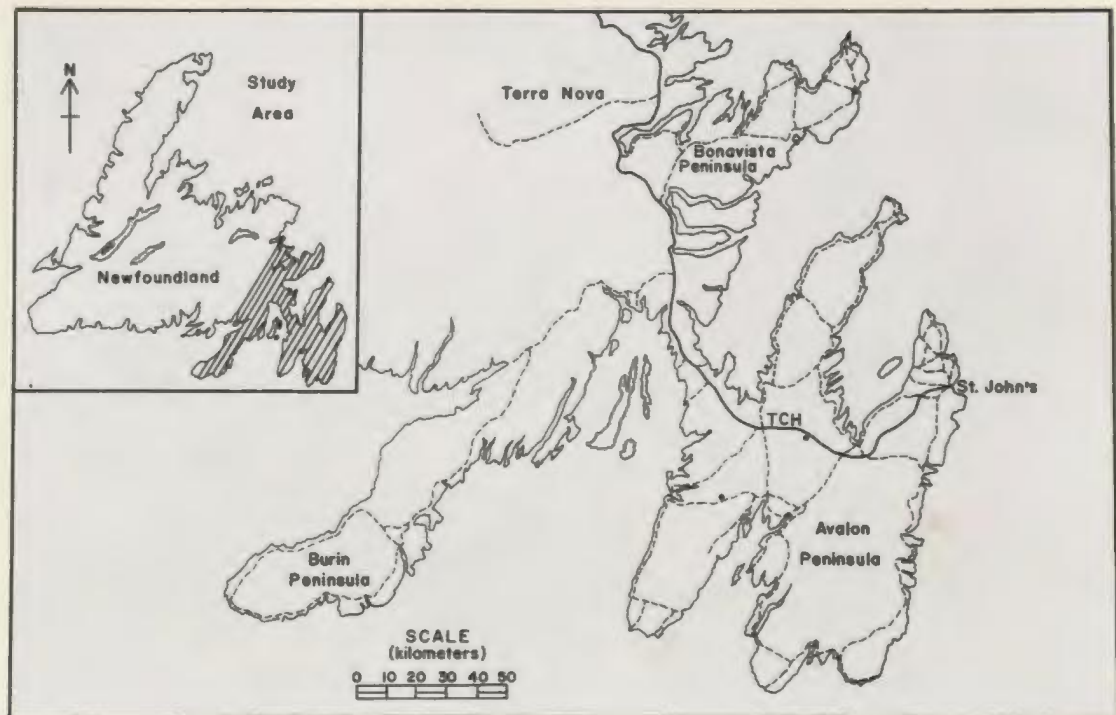 N
Study
Area
Newfoundland
Terra Nova
Bonavista
Peninsula
St. John's
TCH
Avalon
Peninsula
Burin
Peninsula
SCALE
(kilometers)
0 10 20 30 40 50